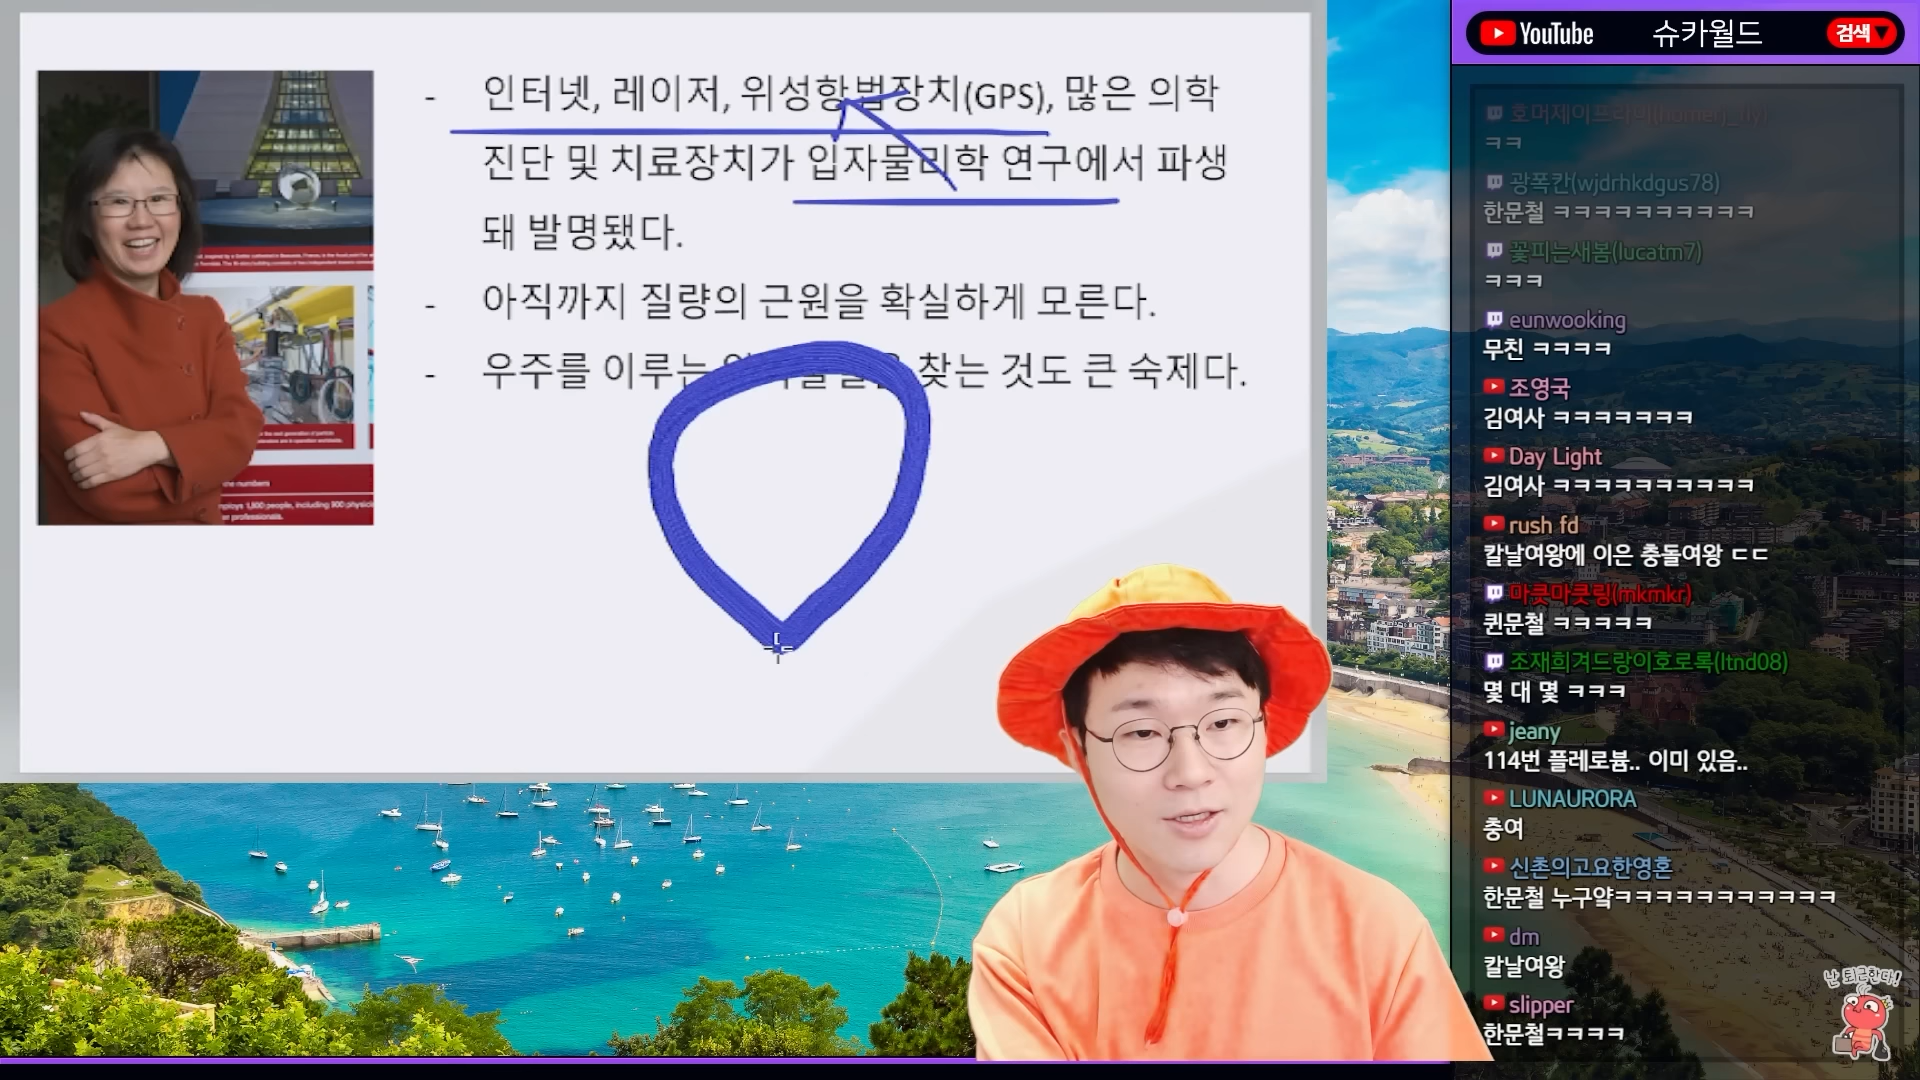 - 인터넷, 레이저, 위성항법장치(GPS), 많은 의학
진단 및 치료장치가 입자물리학 연구에서 파생
돼 발명됐다.
- 아직까지 질량의 근원을 확실하게 모른다.
- 우주를 이루는 찾는 것도 큰 숙제다.
YouTube 슈카월드 검색
ㅋㅋ
광폭칸(wjdrhkdgus78)
한문철 ㅋㅋㅋㅋㅋㅋㅋㅋㅋㅋ
꽃피는새봄(lucatm7)
ㅋㅋㅋ
eunwooking
무친 ㅋㅋㅋㅋ
조영국
김여사 ㅋㅋㅋㅋㅋㅋㅋ
Day Light
김여사 ㅋㅋㅋㅋㅋㅋㅋㅋㅋㅋ
rush fd
칼날여왕에 이은 충돌여왕 ㄷㄷ
마큿마큿링(mkmkr)
퀸문철 ㅋㅋㅋㅋㅋ
조재희겨드랑이호로록(ltnd08)
몇 대 몇 ㅋㅋㅋ
jeany
114번 플레로븀.. 이미 있음..
LUNAURORA
충여
신촌의고요한영혼
한문철 누구얔ㅋㅋㅋㅋㅋㅋㅋㅋㅋㅋ
dm
칼날여왕
slipper
한문철ㅋㅋㅋㅋ
난 퇴근한다!